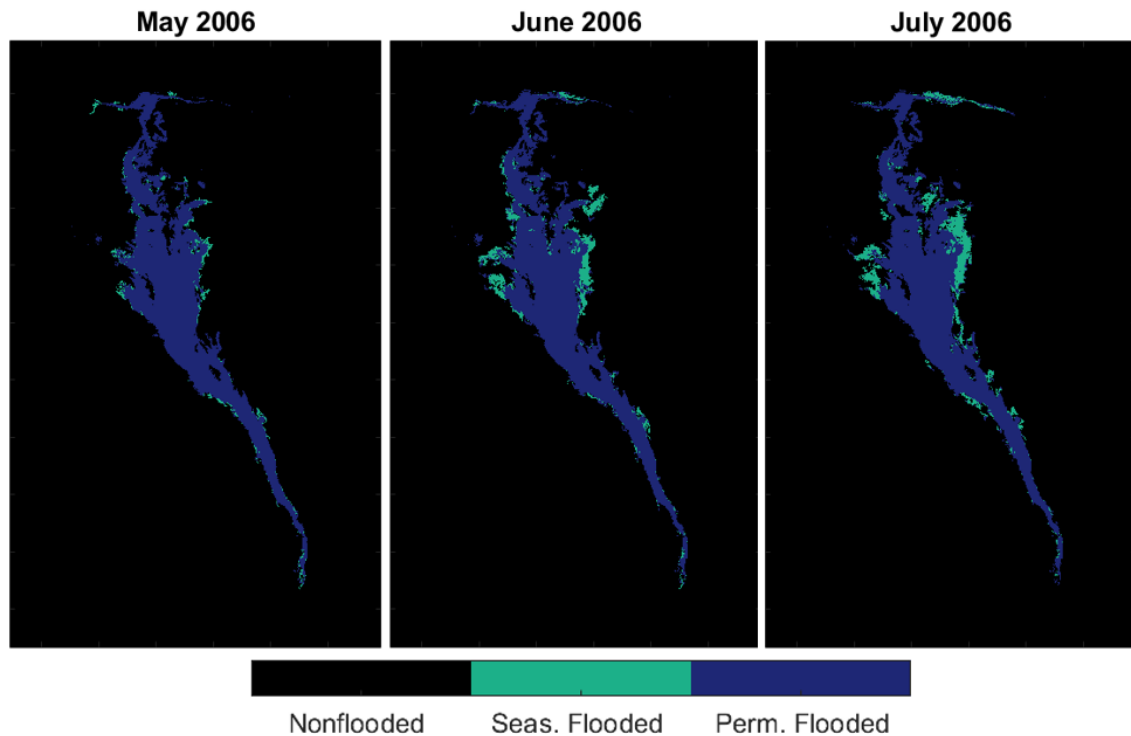 May 2006
June 2006
July 2006
Nonflooded
Seas. Flooded
Perm. Flooded